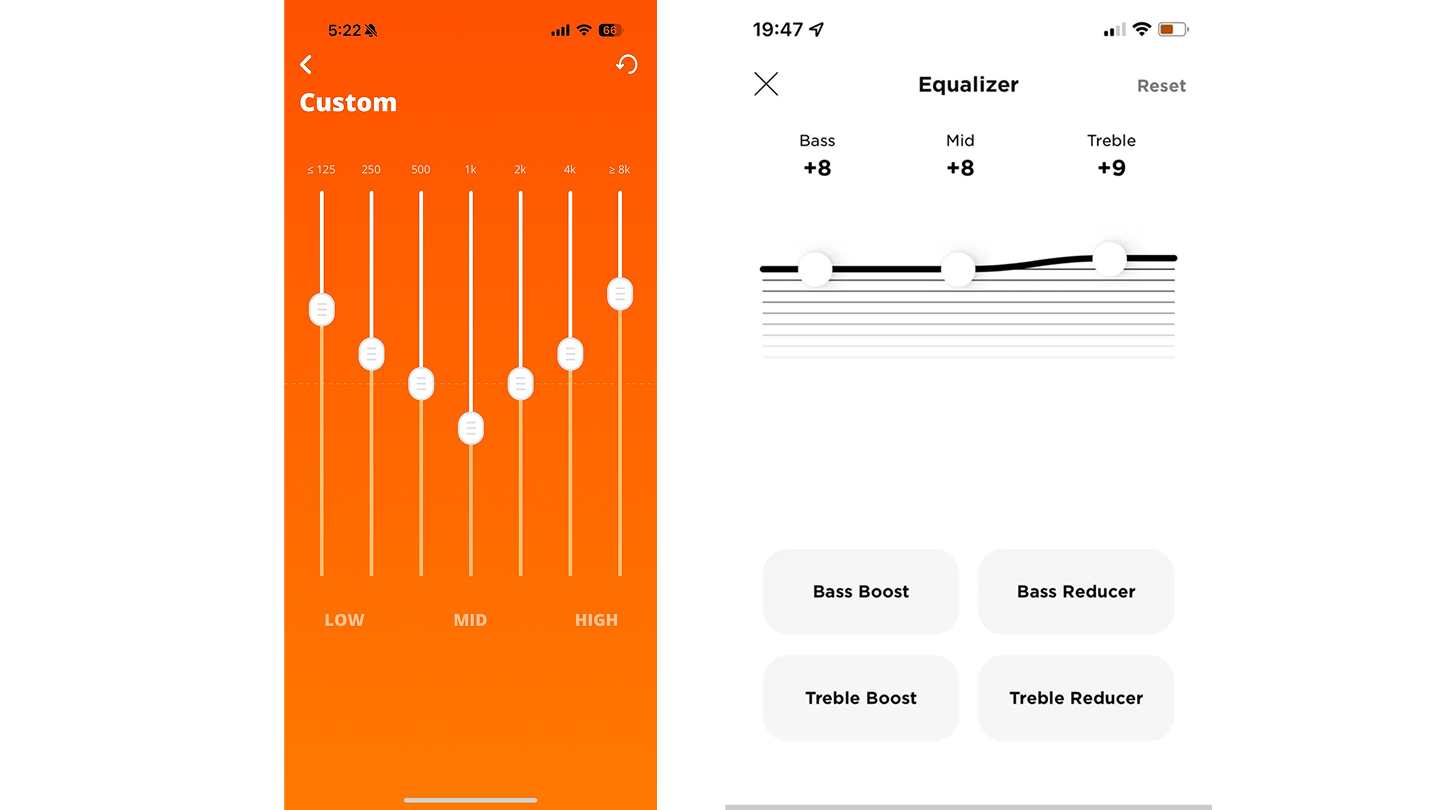 5:22
66
Custom
≤ 125 250 500 1k 2k 4k ≥ 8k
LOW MID HIGH
19:47
Equalizer
Reset
Bass Mid Treble
+8 +8 +9
Bass Boost Bass Reducer
Treble Boost Treble Reducer